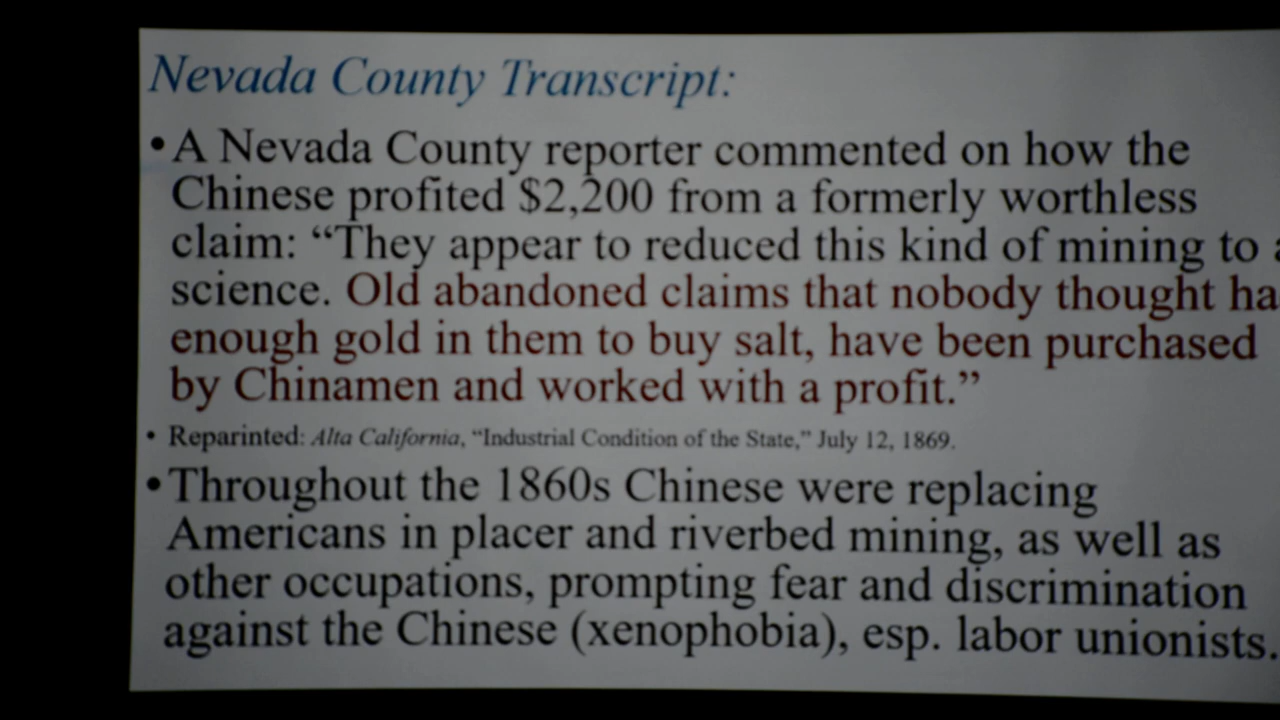 Nevada County Transcript:
• A Nevada County reporter commented on how the
Chinese profited $2,200 from a formerly worthless
claim: “They appear to reduced this kind of mining to
science. Old abandoned claims that nobody thought ha
enough gold in them to buy salt, have been purchased
by Chinamen and worked with a profit.”
• Reparinted: Alta California, “Industrial Condition of the State,” July 12, 1869.
• Throughout the 1860s Chinese were replacing
Americans in placer and riverbed mining, as well as
other occupations, prompting fear and discrimination
against the Chinese (xenophobia), esp. labor unionists.